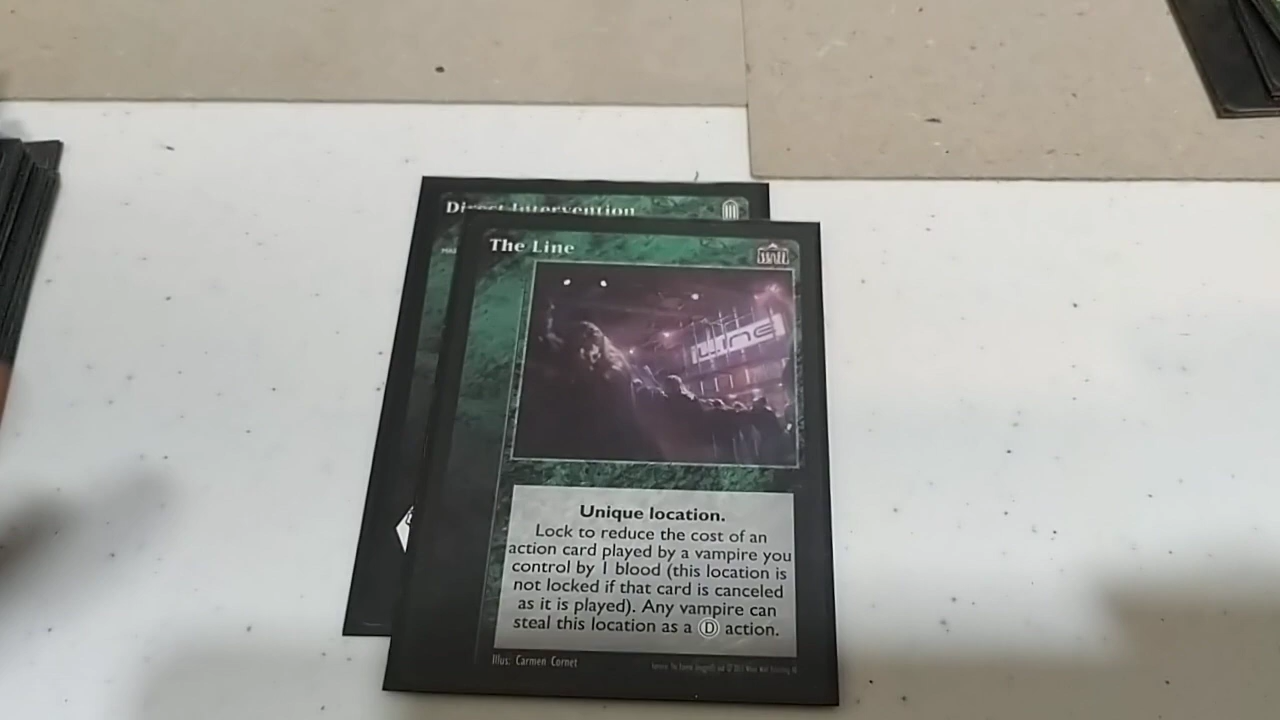 Direct Intervention
The Line
LINE
Unique location.
Lock to reduce the cost of an
action card played by a vampire you
control by 1 blood (this location is
not locked if that card is canceled
as it is played). Any vampire can
steal this location as a Ⓓ action.
Illus: Carmen Cornet